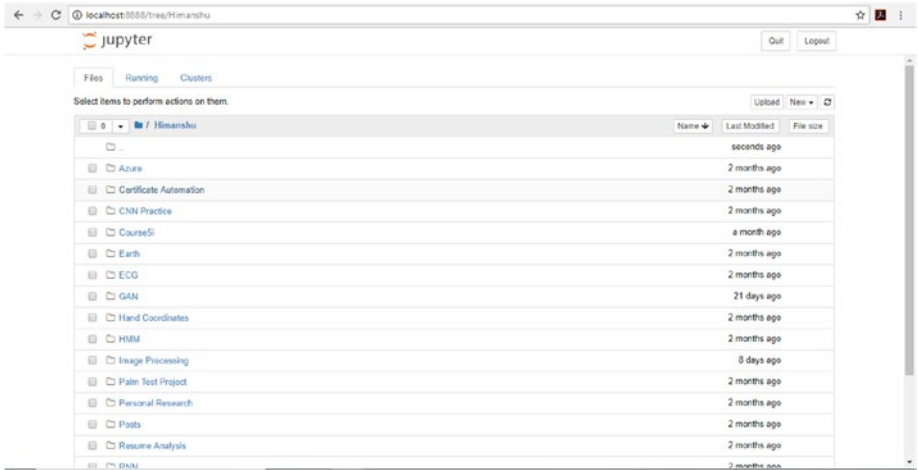 localhost:8888/tree/Himanshu
jupyter
Quit Logout
Files Running Clusters
Select items to perform actions on them.
Upload New
0 / Himanshu Name Last Modified File size
.. seconds ago
Azure 2 months ago
Certificate Automation 2 months ago
CNN Practice 2 months ago
Course5i a month ago
Earth 2 months ago
ECG 2 months ago
GAN 21 days ago
Hand Coordinates 2 months ago
HMM 2 months ago
Image Processing 8 days ago
Palm Test Project 2 months ago
Personal Research 2 months ago
Posts 2 months ago
Resume Analysis 2 months ago
RNN 2 months ago